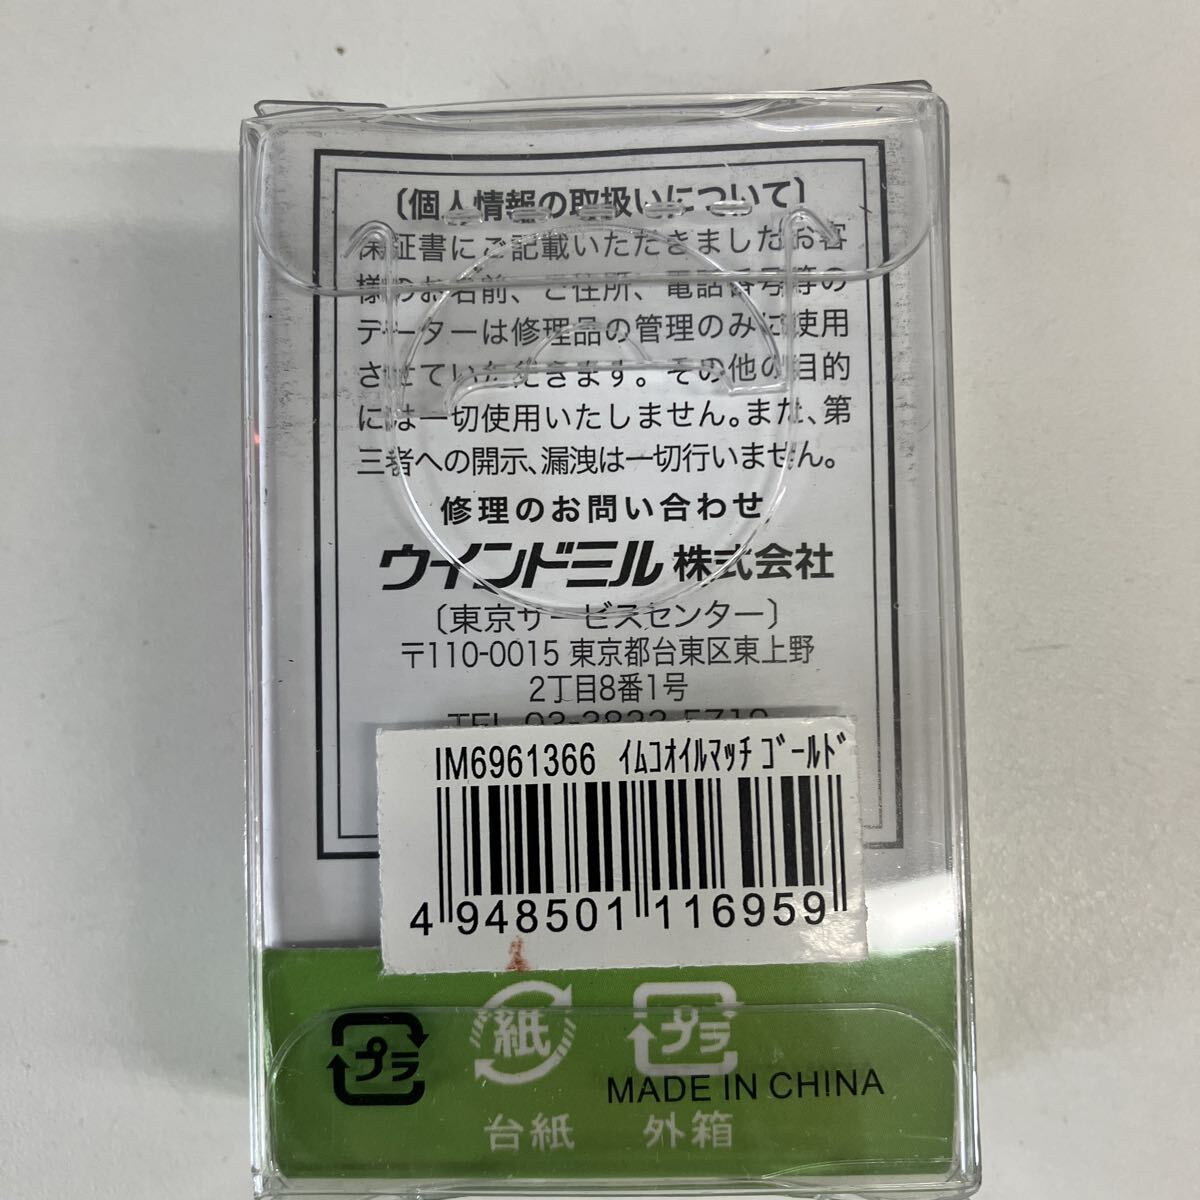 〔個人情報の取扱いについて〕
保証書にご記載いただきましたお客
様のお名前、ご住所、電話番号等の
データーは修理品の管理のみに使用
させていただきます。その他の目的
には一切使用いたしません。また、第
三者への開示、漏洩は一切行いません。
修理のお問い合わせ
ウインドミル株式会社
〔東京サービスセンター〕
〒110-0015 東京都台東区東上野
2丁目8番1号
TEL 03-3832-5710
IM6961366 ｲﾑｺｵｲﾙﾏｯﾁ ｺﾞｰﾙﾄﾞ
4 948501 116959
プラ
紙
プラ
MADE IN CHINA
台紙 外箱